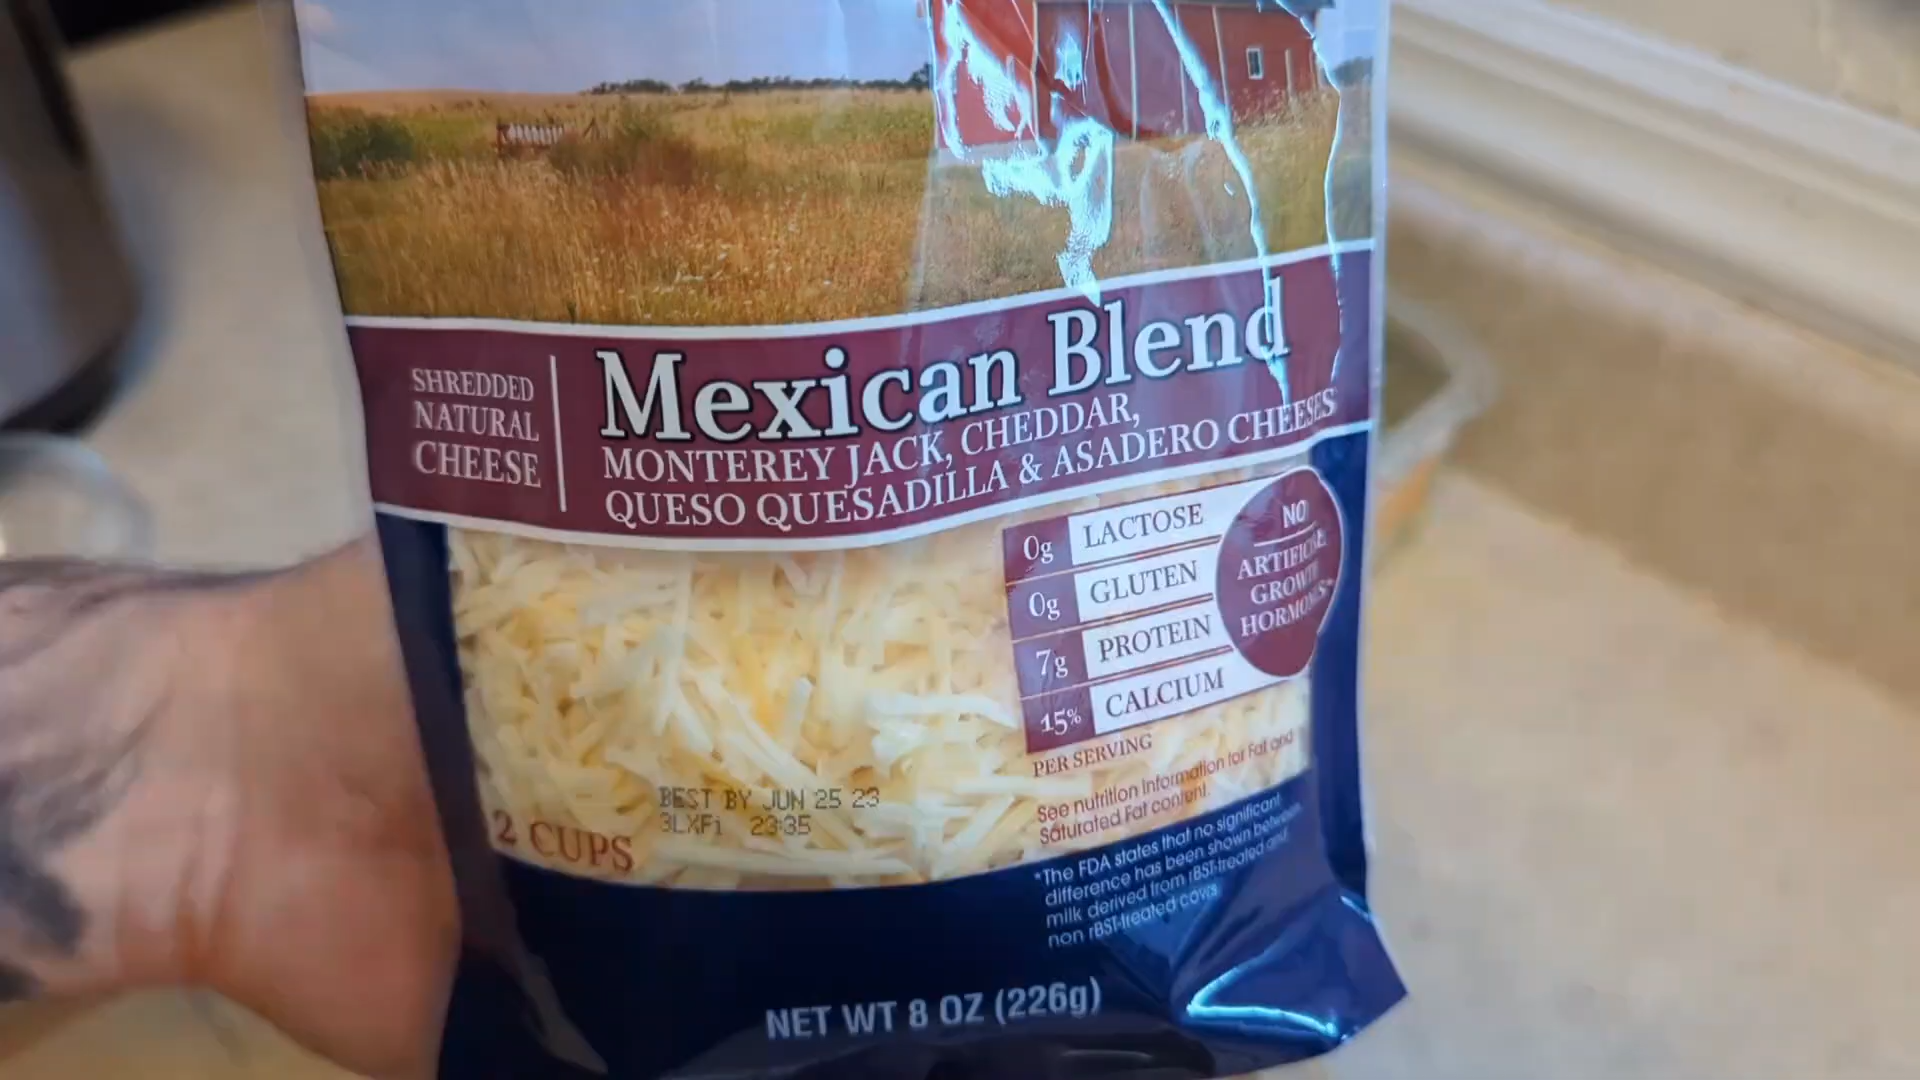 SHREDDED
NATURAL
CHEESE
Mexican Blend
MONTEREY JACK, CHEDDAR,
QUESO QUESADILLA & ASADERO CHEESES
0g LACTOSE
0g GLUTEN
7g PROTEIN
15% CALCIUM
PER SERVING
NO
ARTIFICIAL
GROWTH
HORMONES*
See nutrition information for Fat and
Saturated Fat content.
BEST BY JUN 25 23
3LXFi 23:35
2 CUPS
*The FDA states that no significant
difference has been shown between
milk derived from rBST-treated and
non rBST-treated cows.
NET WT 8 OZ (226g)